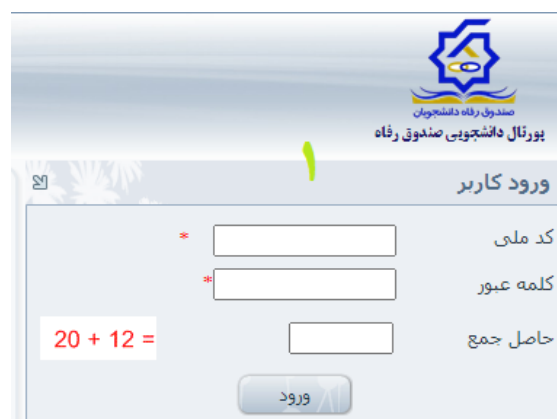 صندوق رفاه دانشجویان
پورتال دانشجویی صندوق رفاه
۱
ورود کاربر
کد ملی *
کلمه عبور *
حاصل جمع 20 + 12 =
ورود